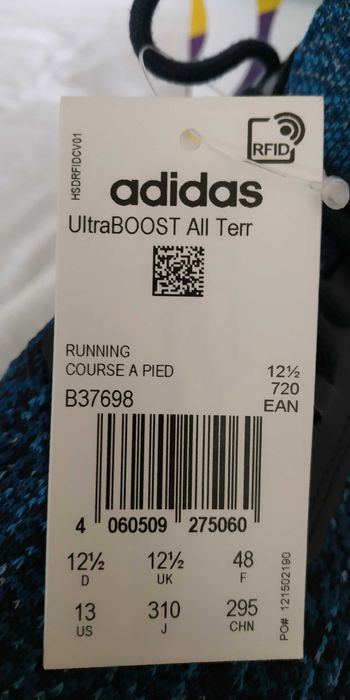 HSDRFIDCV01
RFID
adidas
UltraBOOST All Terr
RUNNING
COURSE A PIED
B37698
12½
720
EAN
4 060509 275060
12½ 12½ 48
D UK F
13 310 295
US J CHN
PO# 121502190